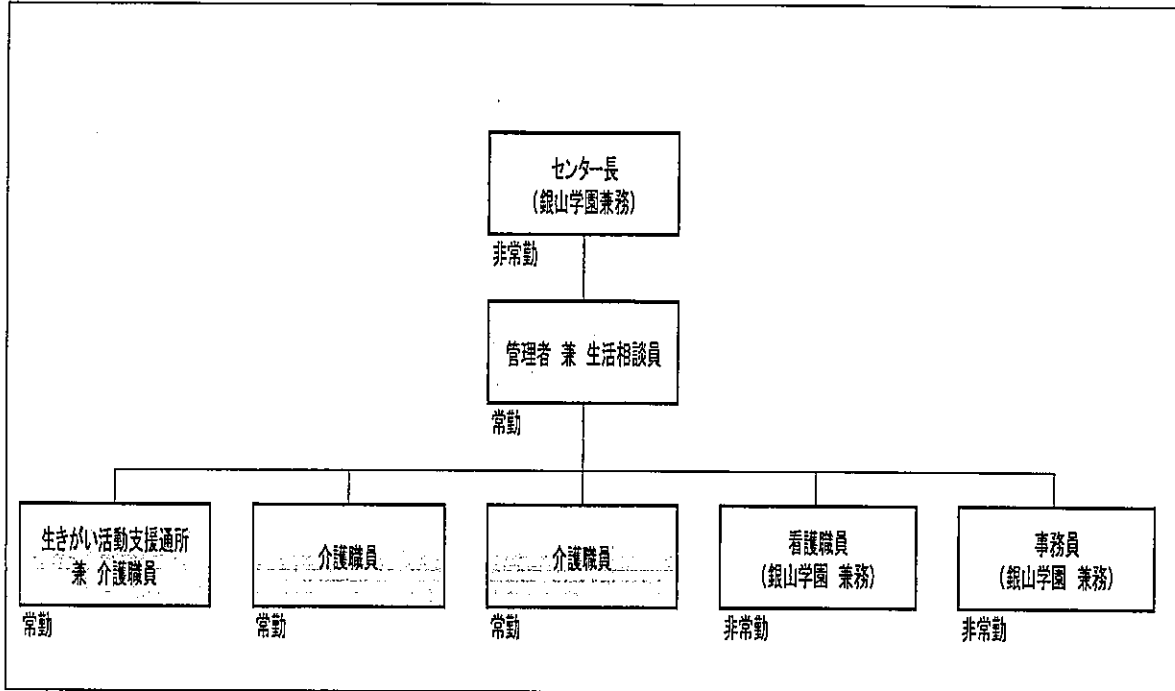 センター長
(銀山学園兼務)
非常勤
管理者 兼 生活相談員
常勤
生きがい活動支援通所
兼 介護職員
常勤
介護職員
常勤
介護職員
常勤
看護職員
(銀山学園 兼務)
非常勤
事務員
(銀山学園 兼務)
非常勤